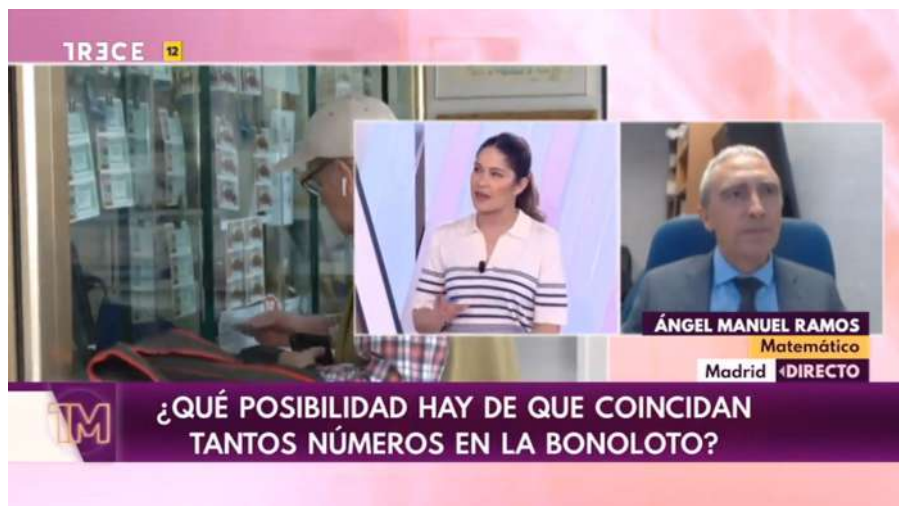 TRECE 12
ÁNGEL MANUEL RAMOS
Matemático
Madrid DIRECTO
1M
¿QUÉ POSIBILIDAD HAY DE QUE COINCIDAN
TANTOS NÚMEROS EN LA BONOLOTO?